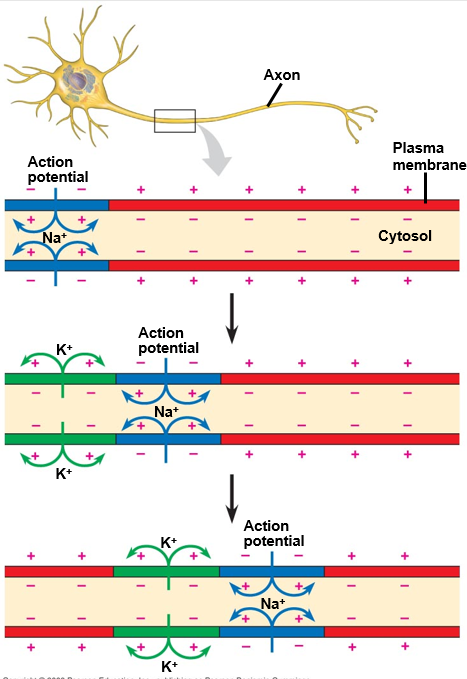 Axon
Plasma
membrane
Action
potential
– – + + + + + +
+ + – – – – – –
Na⁺
Cytosol
+ + – – – – – –
– – + + + + + +
Action
potential
K⁺
+ + – – + + + +
– – + + – – – –
Na⁺
– – + + – – – –
+ + – – + + + +
K⁺
Action
potential
K⁺
+ + + + – – + +
– – – – + + – –
Na⁺
– – – – + + – –
+ + + + – – + +
K⁺